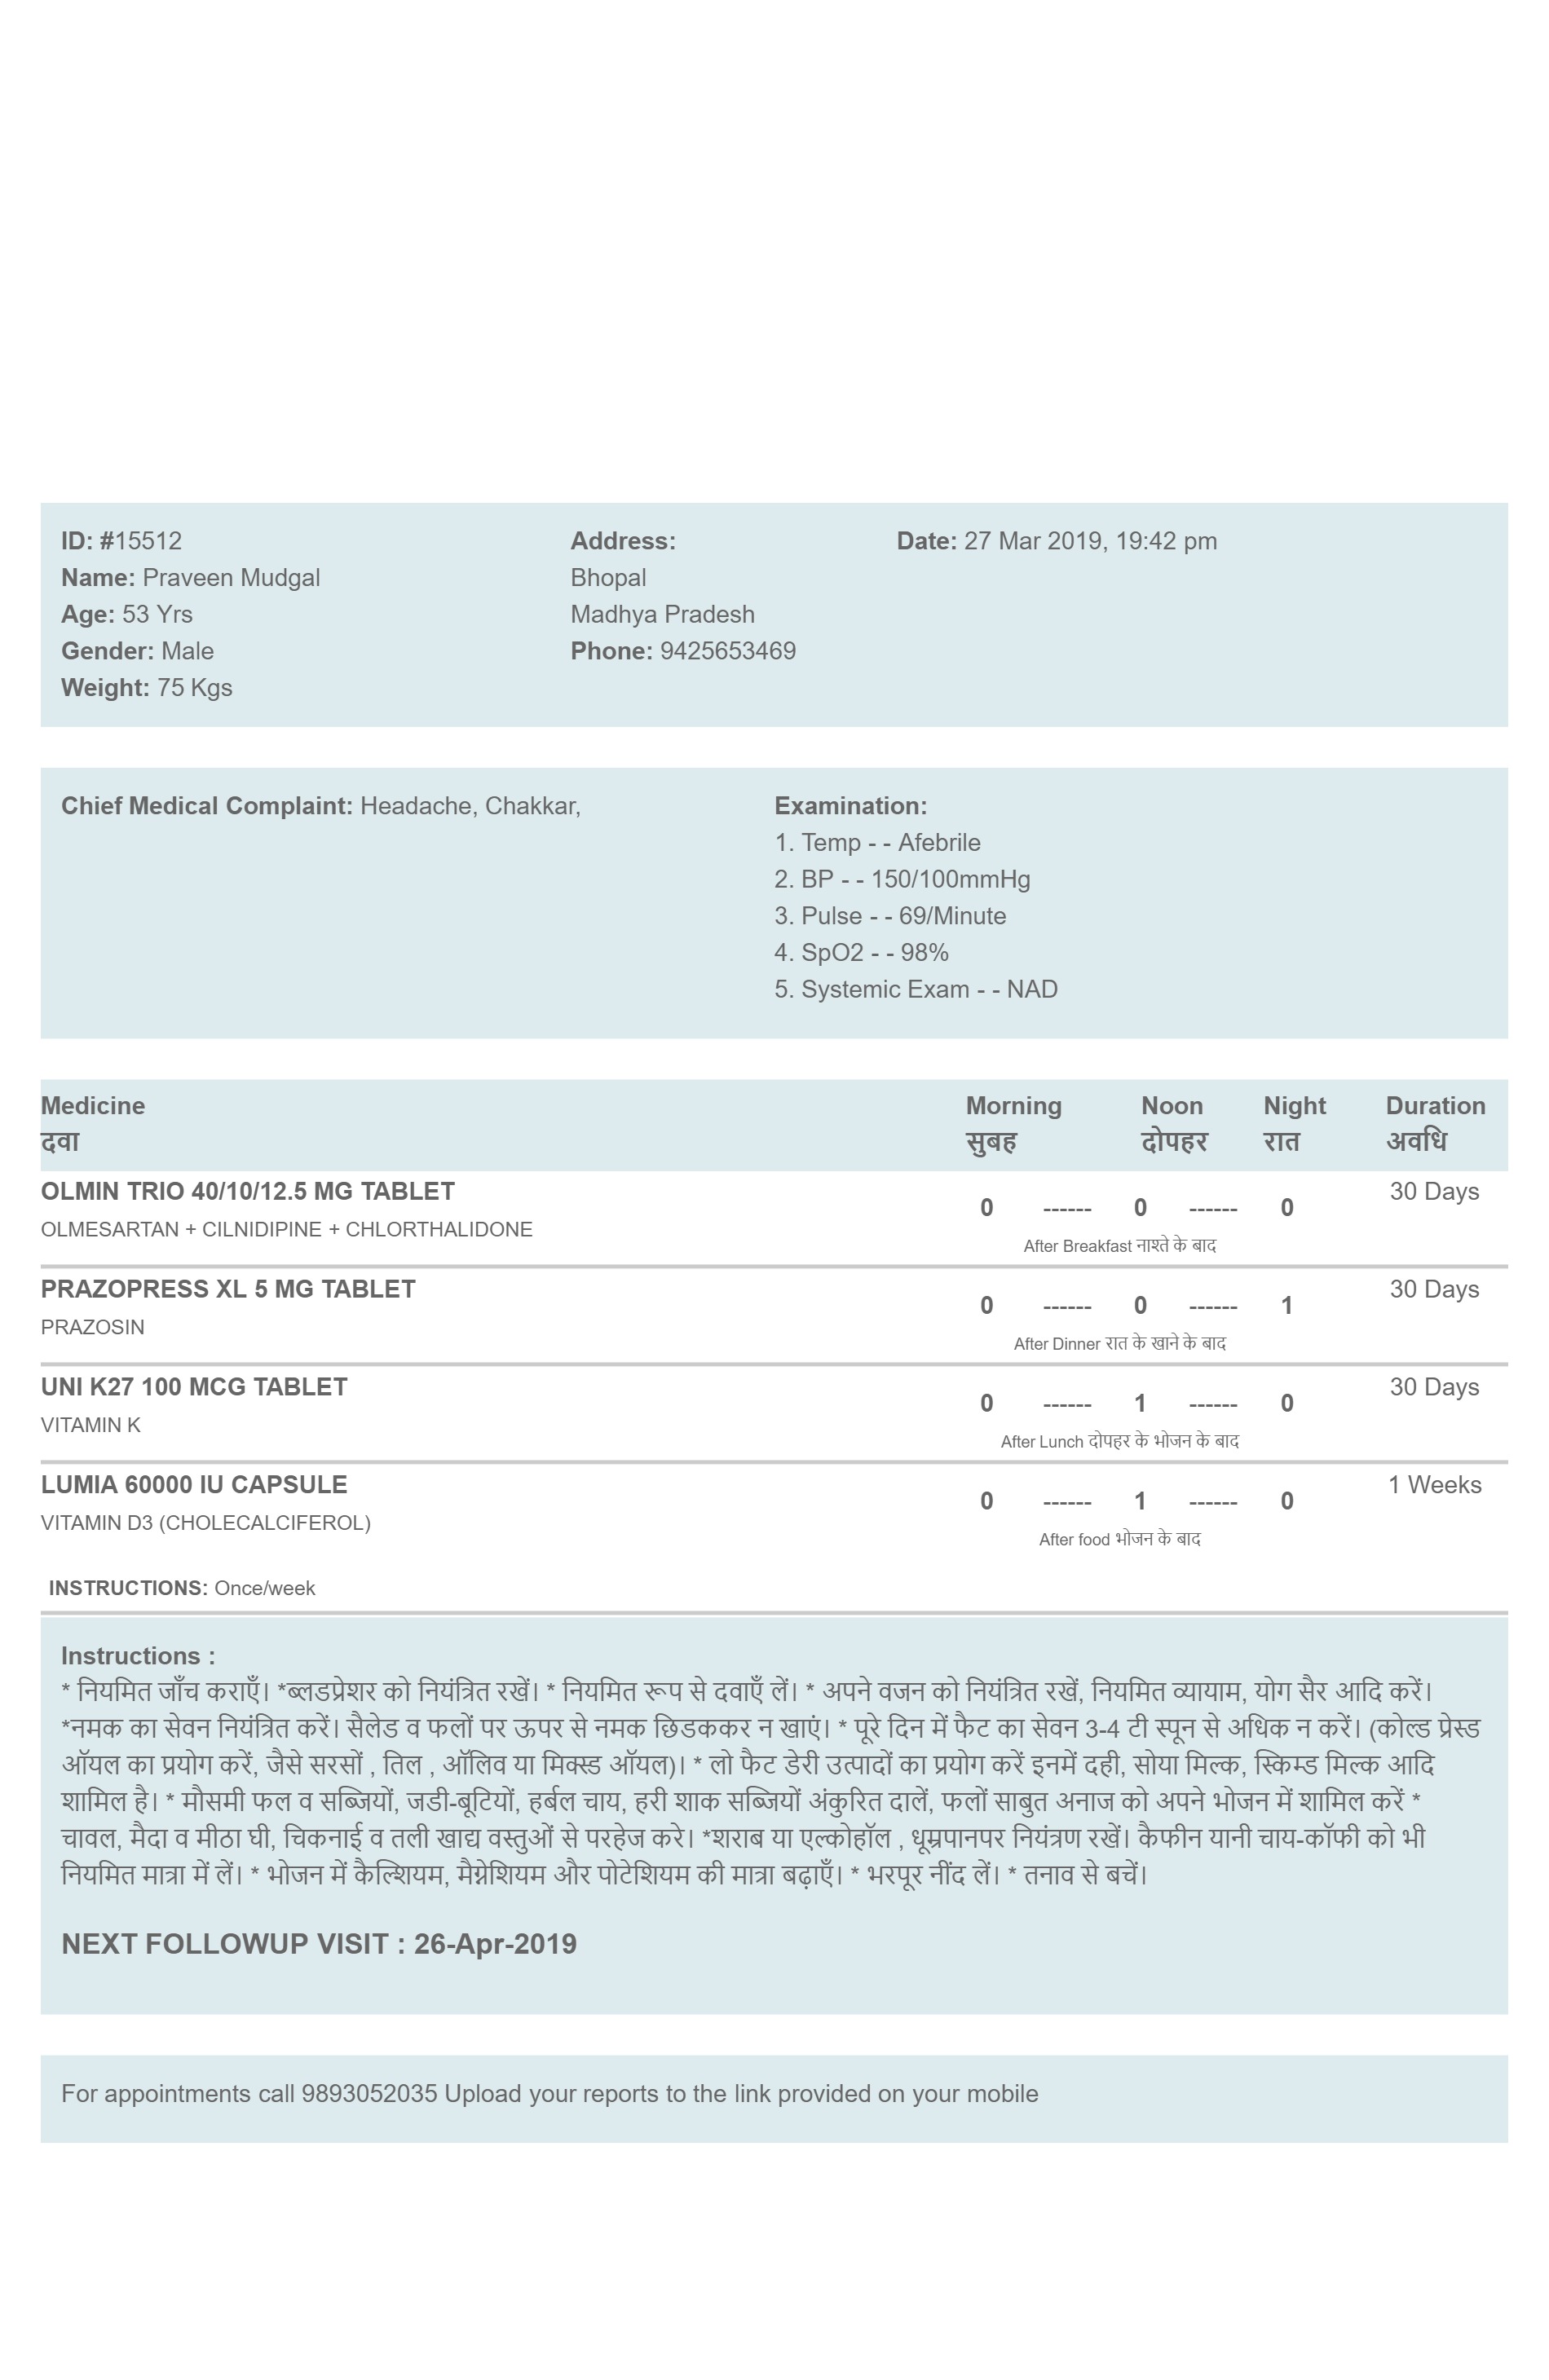 ID: #15512
Name: Praveen Mudgal
Age: 53 Yrs
Gender: Male
Weight: 75 Kgs
Address:
Bhopal
Madhya Pradesh
Phone: 9425653469
Date: 27 Mar 2019, 19:42 pm
Chief Medical Complaint: Headache, Chakkar,
Examination:
1. Temp - - Afebrile
2. BP - - 150/100mmHg
3. Pulse - - 69/Minute
4. SpO2 - - 98%
5. Systemic Exam - - NAD
Medicine Morning Noon Night Duration
दवा सुबह दोपहर रात अवधि
OLMIN TRIO 40/10/12.5 MG TABLET 0 ------ 0 ------ 0 30 Days
OLMESARTAN + CILNIDIPINE + CHLORTHALIDONE After Breakfast नाश्ते के बाद
PRAZOPRESS XL 5 MG TABLET 0 ------ 0 ------ 1 30 Days
PRAZOSIN After Dinner रात के खाने के बाद
UNI K27 100 MCG TABLET 0 ------ 1 ------ 0 30 Days
VITAMIN K After Lunch दोपहर के भोजन के बाद
LUMIA 60000 IU CAPSULE 0 ------ 1 ------ 0 1 Weeks
VITAMIN D3 (CHOLECALCIFEROL) After food भोजन के बाद
INSTRUCTIONS: Once/week
Instructions :
* नियमित जाँच कराएँ। *ब्लडप्रेशर को नियंत्रित रखें। * नियमित रूप से दवाएँ लें। * अपने वजन को नियंत्रित रखें, नियमित व्यायाम, योग सैर आदि करें।
*नमक का सेवन नियंत्रित करें। सैलेड व फलों पर ऊपर से नमक छिडककर न खाएं। * पूरे दिन में फैट का सेवन 3-4 टी स्पून से अधिक न करें। (कोल्ड प्रेस्ड
ऑयल का प्रयोग करें, जैसे सरसों , तिल , ऑलिव या मिक्स्ड ऑयल)। * लो फैट डेरी उत्पादों का प्रयोग करें इनमें दही, सोया मिल्क, स्किम्ड मिल्क आदि
शामिल है। * मौसमी फल व सब्जियों, जडी-बूटियों, हर्बल चाय, हरी शाक सब्जियों अंकुरित दालें, फलों साबुत अनाज को अपने भोजन में शामिल करें *
चावल, मैदा व मीठा घी, चिकनाई व तली खाद्य वस्तुओं से परहेज करे। *शराब या एल्कोहॉल , धूम्रपानपर नियंत्रण रखें। कैफीन यानी चाय-कॉफी को भी
नियमित मात्रा में लें। * भोजन में कैल्शियम, मैग्नेशियम और पोटेशियम की मात्रा बढ़ाएँ। * भरपूर नींद लें। * तनाव से बचें।
NEXT FOLLOWUP VISIT : 26-Apr-2019
For appointments call 9893052035 Upload your reports to the link provided on your mobile